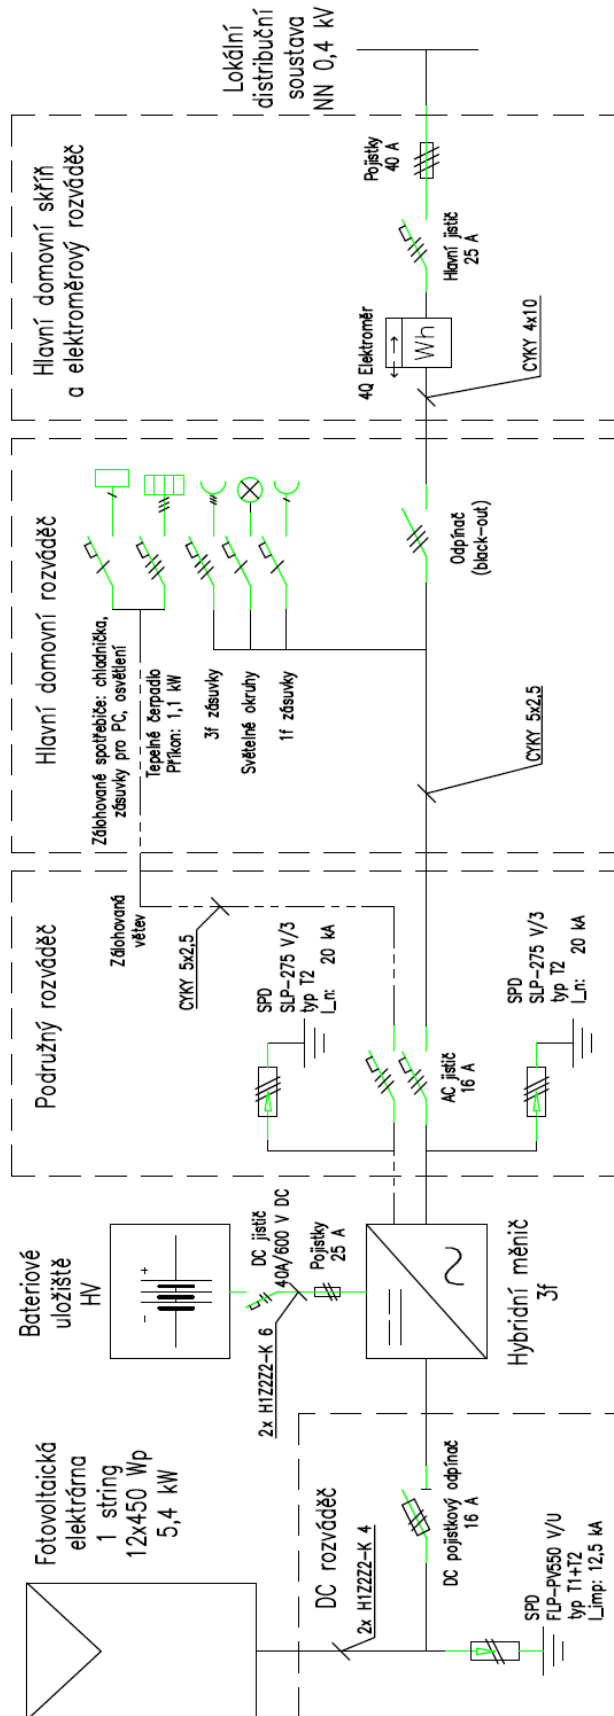 Fotovoltaická
elektrárna
1 string
12x450 Wp
5,4 kW
DC rozváděč
2x H1Z2Z2-K 4
DC pojistkový odpínač
16 A
SPD
FLP-PV550 V/U
typ T1+T2
I_imp: 12,5 kA
Bateriové
uložiště
HV
- +
DC jistič
40A/600 V DC
Pojistky
25 A
2x H1Z2Z2-K 6
Hybridní měnič
3f
Podružný rozváděč
Zálohovaná
větev
CYKY 5x2,5
SPD
SLP-275 V/3
typ T2
I_n: 20 kA
AC jistič
16 A
SPD
SLP-275 V/3
typ T2
I_n: 20 kA
Hlavní domovní rozváděč
Zálohované spotřebiče: chladnička,
zásuvky pro PC, osvětlení
Tepelné čerpadlo
Příkon: 1,1 kW
3f zásuvky
Světelné okruhy
1f zásuvky
Odpínač
(black-out)
CYKY 5x2,5
Hlavní domovní skříň
a elektroměrový rozváděč
4Q Elektroměr
Wh
Hlavní jistič
25 A
Pojistky
40 A
CYKY 4x10
Lokální
distribuční
soustava
NN 0,4 kV